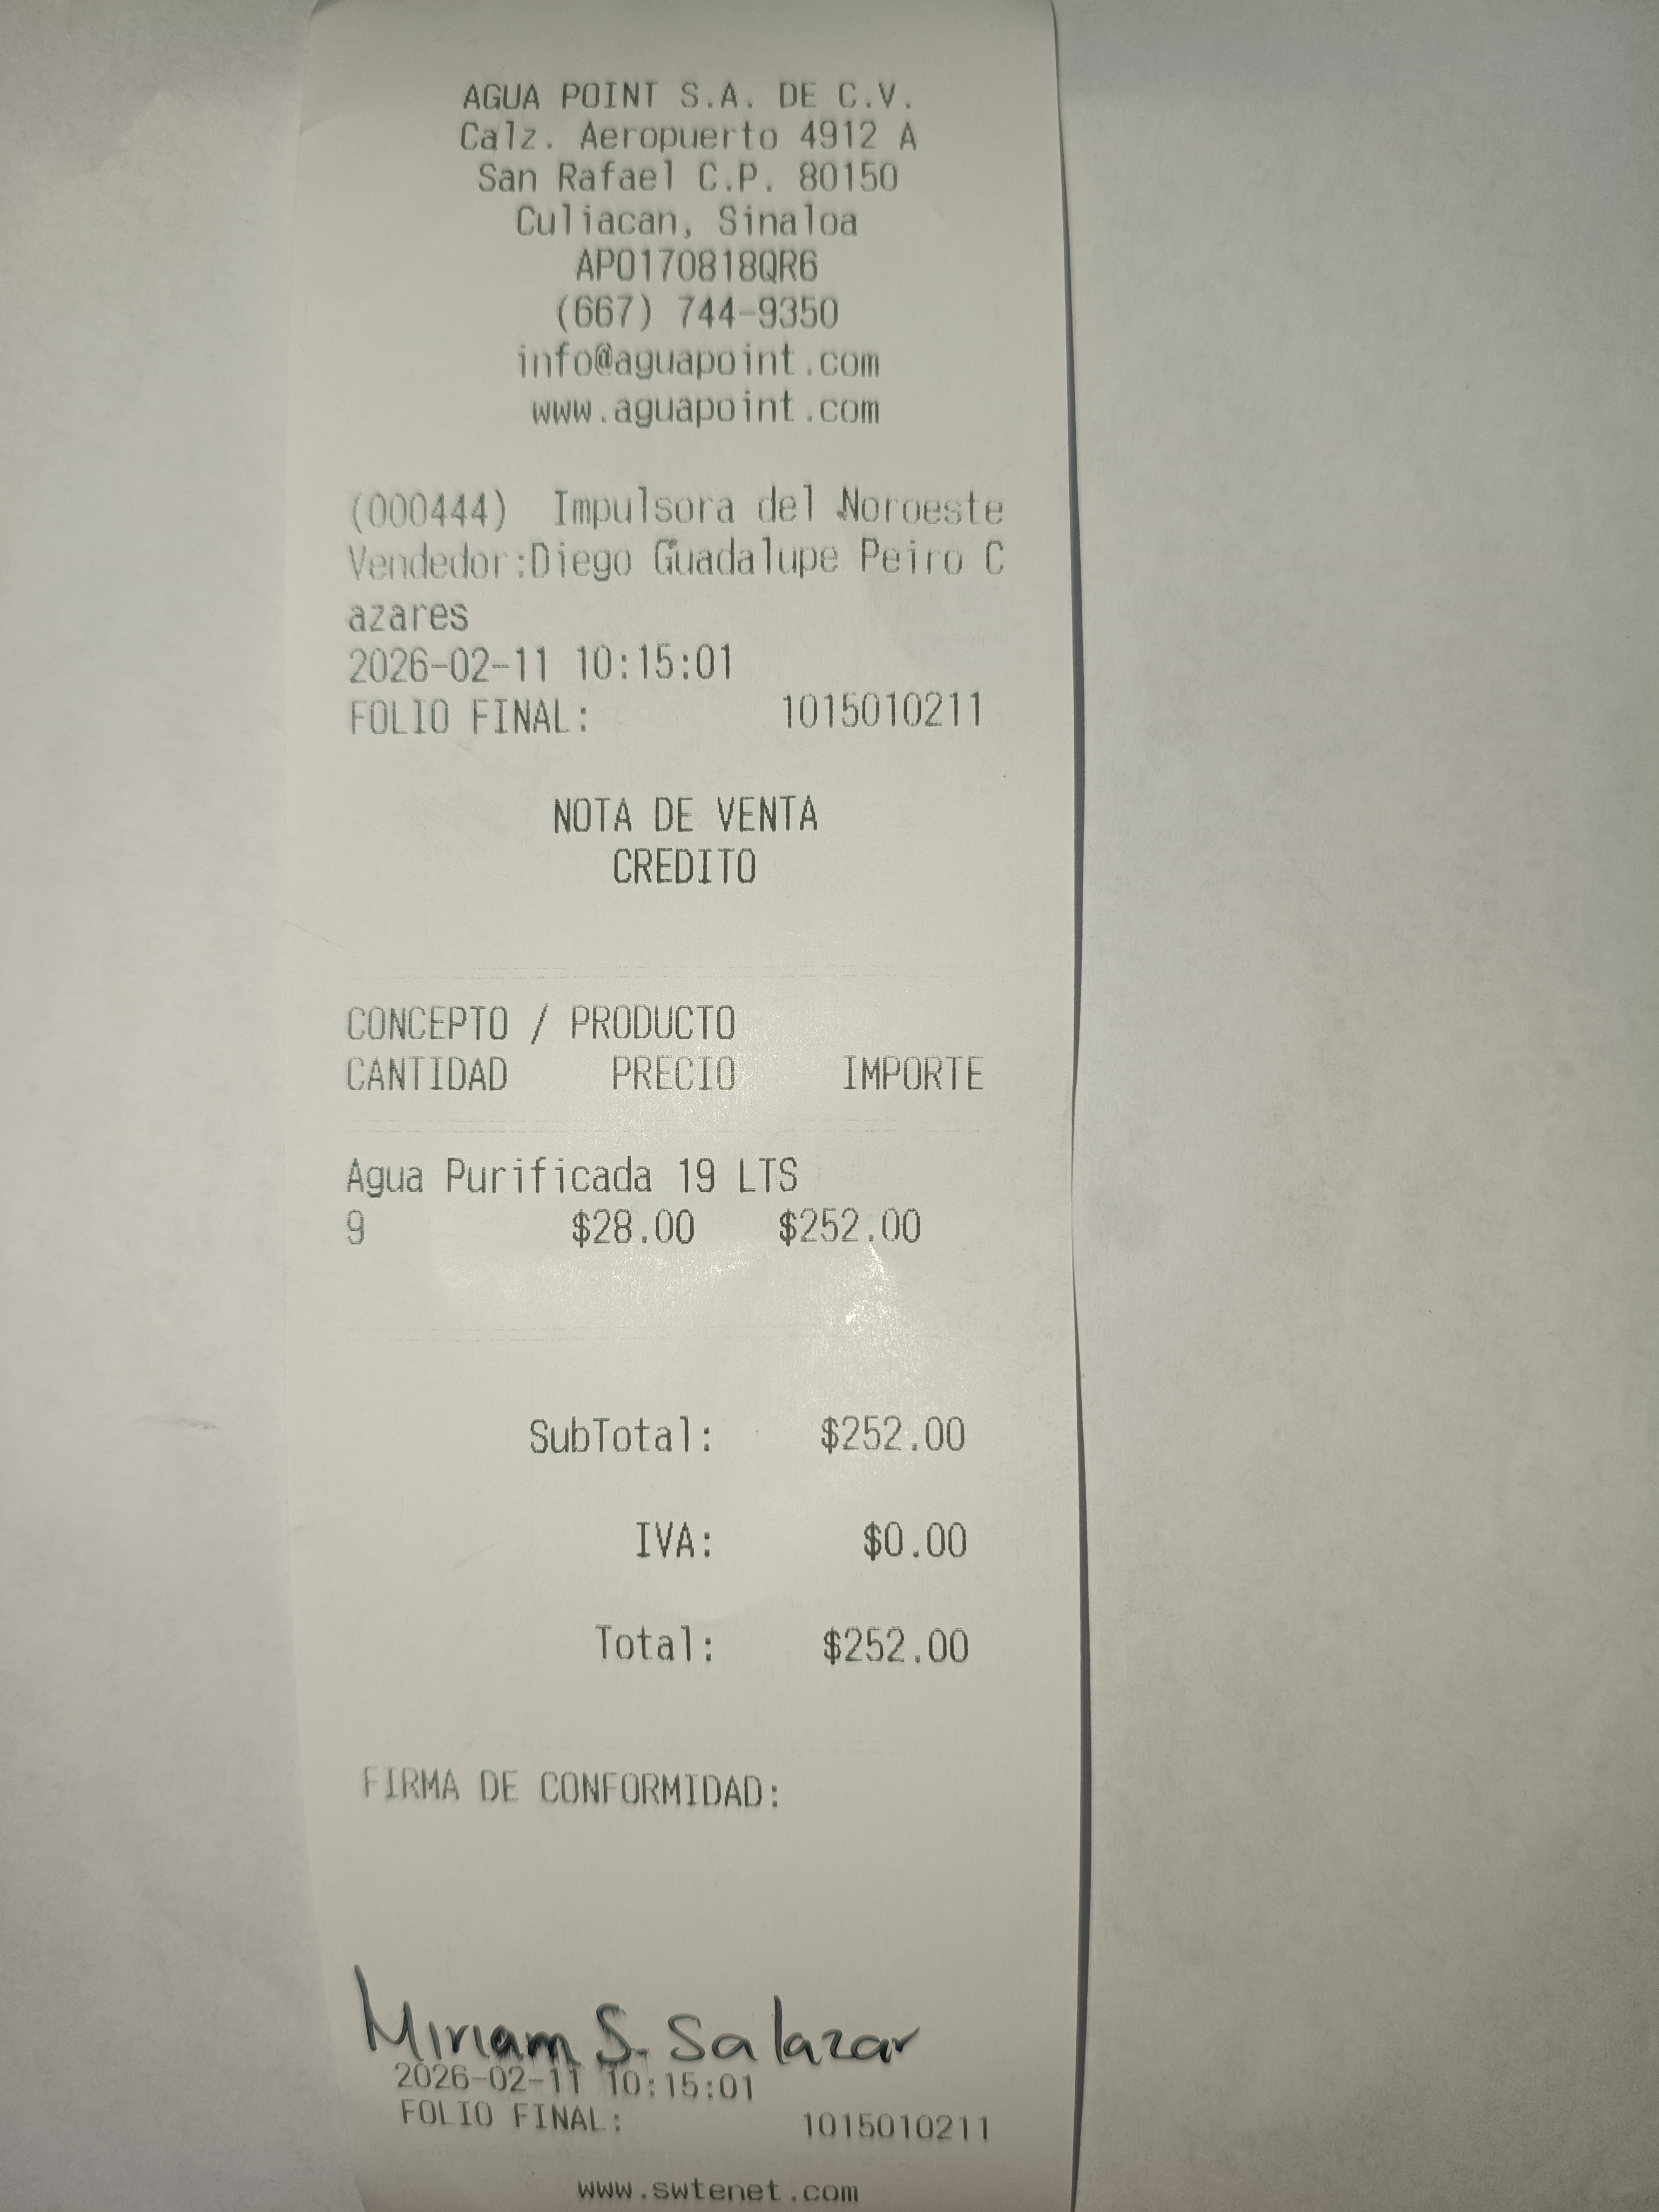 AGUA POINT S.A. DE C.V.
Calz. Aeropuerto 4912 A
San Rafael C.P. 80150
Culiacan, Sinaloa
APO170818QR6
(667) 744-9350
info@aguapoint.com
www.aguapoint.com
(000444) Impulsora del Noroeste
Vendedor:Diego Guadalupe Peiro C
azares
2026-02-11 10:15:01
FOLIO FINAL: 1015010211
NOTA DE VENTA
CREDITO
CONCEPTO / PRODUCTO
CANTIDAD PRECIO IMPORTE
Agua Purificada 19 LTS
9 $28.00 $252.00
SubTotal: $252.00
IVA: $0.00
Total: $252.00
FIRMA DE CONFORMIDAD:
Miriam S. Salazar
2026-02-11 10:15:01
FOLIO FINAL: 1015010211
www.swtenet.com